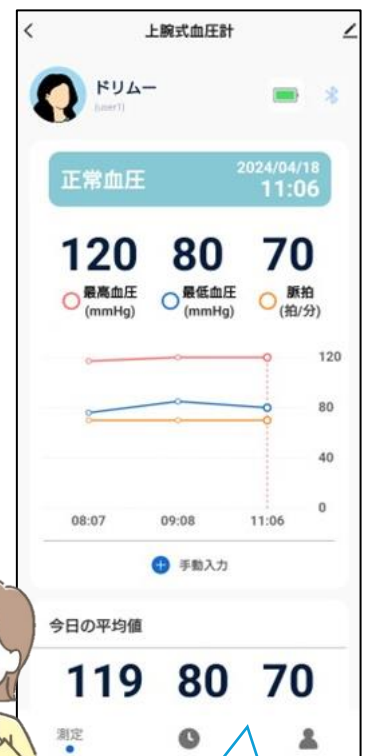 上腕式血圧計
ドリムー
(user1)
正常血圧
2024/04/18
11:06
120 80 70
最高血圧 最低血圧 脈拍
(mmHg) (mmHg) (拍/分)
120
80
40
0
08:07 09:08 11:06
手動入力
今日の平均値
119 80 70
測定